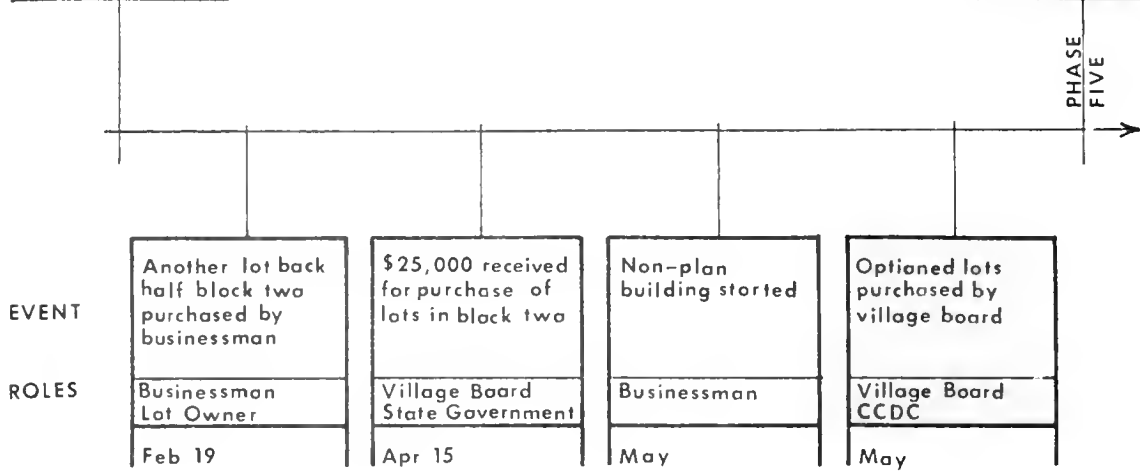 PHASE
FIVE
EVENT
Another lot back
half block two
purchased by
businessman
$25,000 received
for purchase of
lots in block two
Non-plan
building started
Optioned lots
purchased by
village board
ROLES
Businessman
Lot Owner
Village Board
State Government
Businessman
Village Board
CCDC
Feb 19
Apr 15
May
May